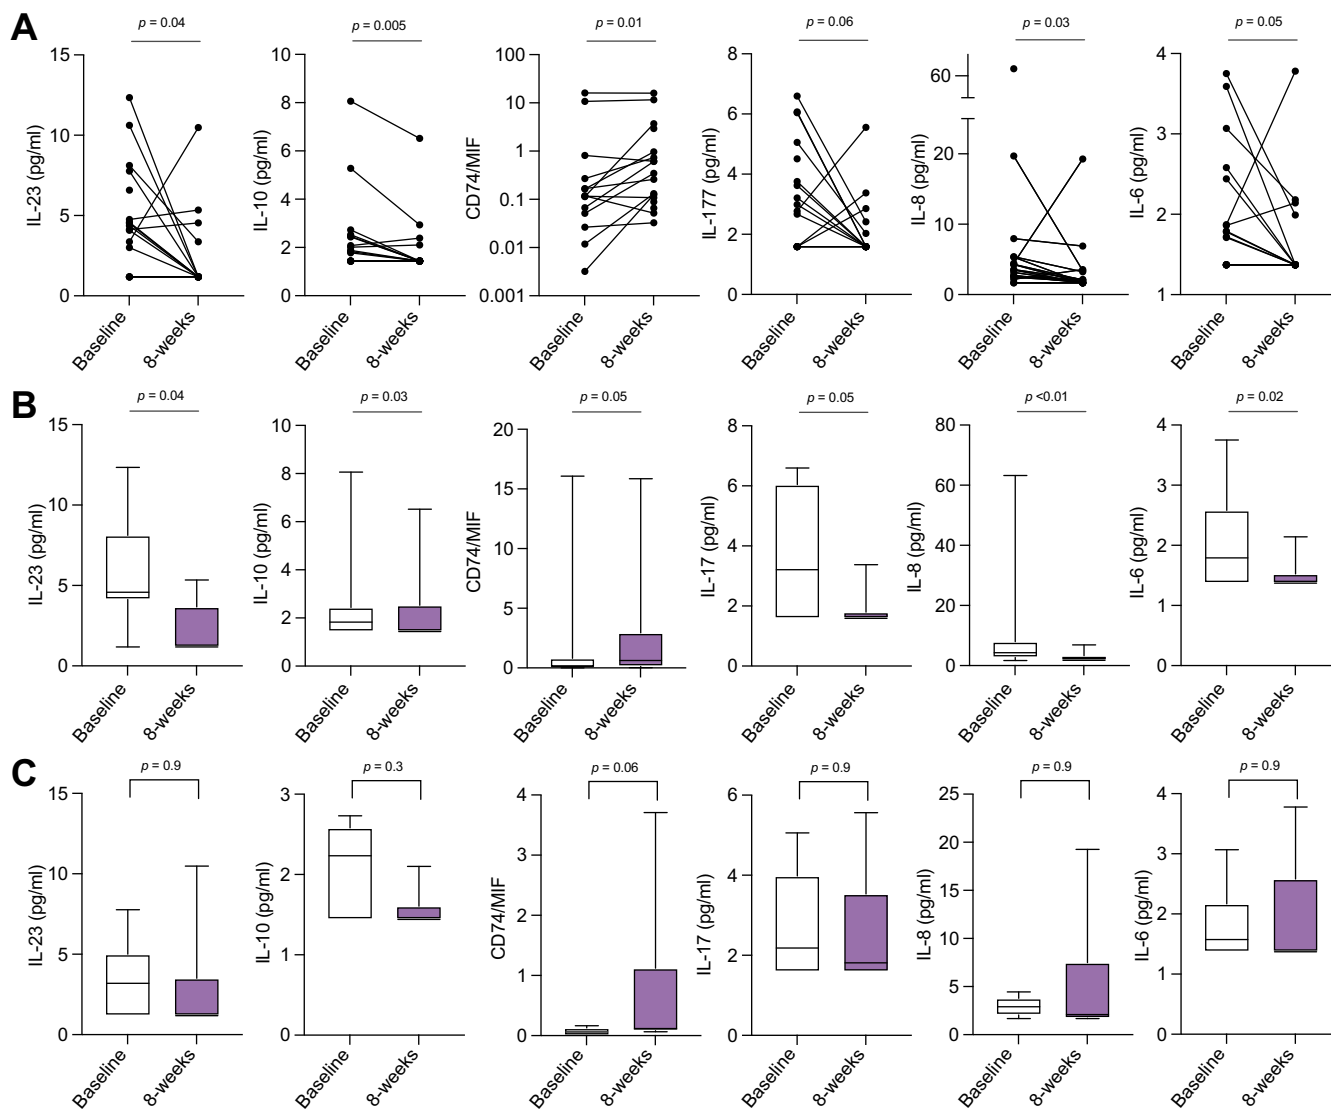 A
p = 0.04
p = 0.005
p = 0.01
p = 0.06
p = 0.03
p = 0.05
IL-23 (pg/ml)
15
10
5
0
Baseline
8-weeks
IL-10 (pg/ml)
10
8
6
4
2
0
Baseline
8-weeks
CD74/MIF
100
10
1
0.1
0.01
0.001
Baseline
8-weeks
IL-177 (pg/ml)
8
6
4
2
0
Baseline
8-weeks
IL-8 (pg/ml)
60
20
10
0
Baseline
8-weeks
IL-6 (pg/ml)
4
3
2
1
Baseline
8-weeks
B
p = 0.04
p = 0.03
p = 0.05
p = 0.05
p <0.01
p = 0.02
IL-23 (pg/ml)
15
10
5
0
Baseline
8-weeks
IL-10 (pg/ml)
10
8
6
4
2
0
Baseline
8-weeks
CD74/MIF
20
15
10
5
0
Baseline
8-weeks
IL-17 (pg/ml)
8
6
4
2
0
Baseline
8-weeks
IL-8 (pg/ml)
80
60
40
20
0
Baseline
8-weeks
IL-6 (pg/ml)
4
3
2
1
0
Baseline
8-weeks
C
p = 0.9
p = 0.3
p = 0.06
p = 0.9
p = 0.9
p = 0.9
IL-23 (pg/ml)
15
10
5
0
Baseline
8-weeks
IL-10 (pg/ml)
3
2
1
0
Baseline
8-weeks
CD74/MIF
4
3
2
1
0
Baseline
8-weeks
IL-17 (pg/ml)
6
4
2
0
Baseline
8-weeks
IL-8 (pg/ml)
25
20
15
10
5
0
Baseline
8-weeks
IL-6 (pg/ml)
4
3
2
1
0
Baseline
8-weeks